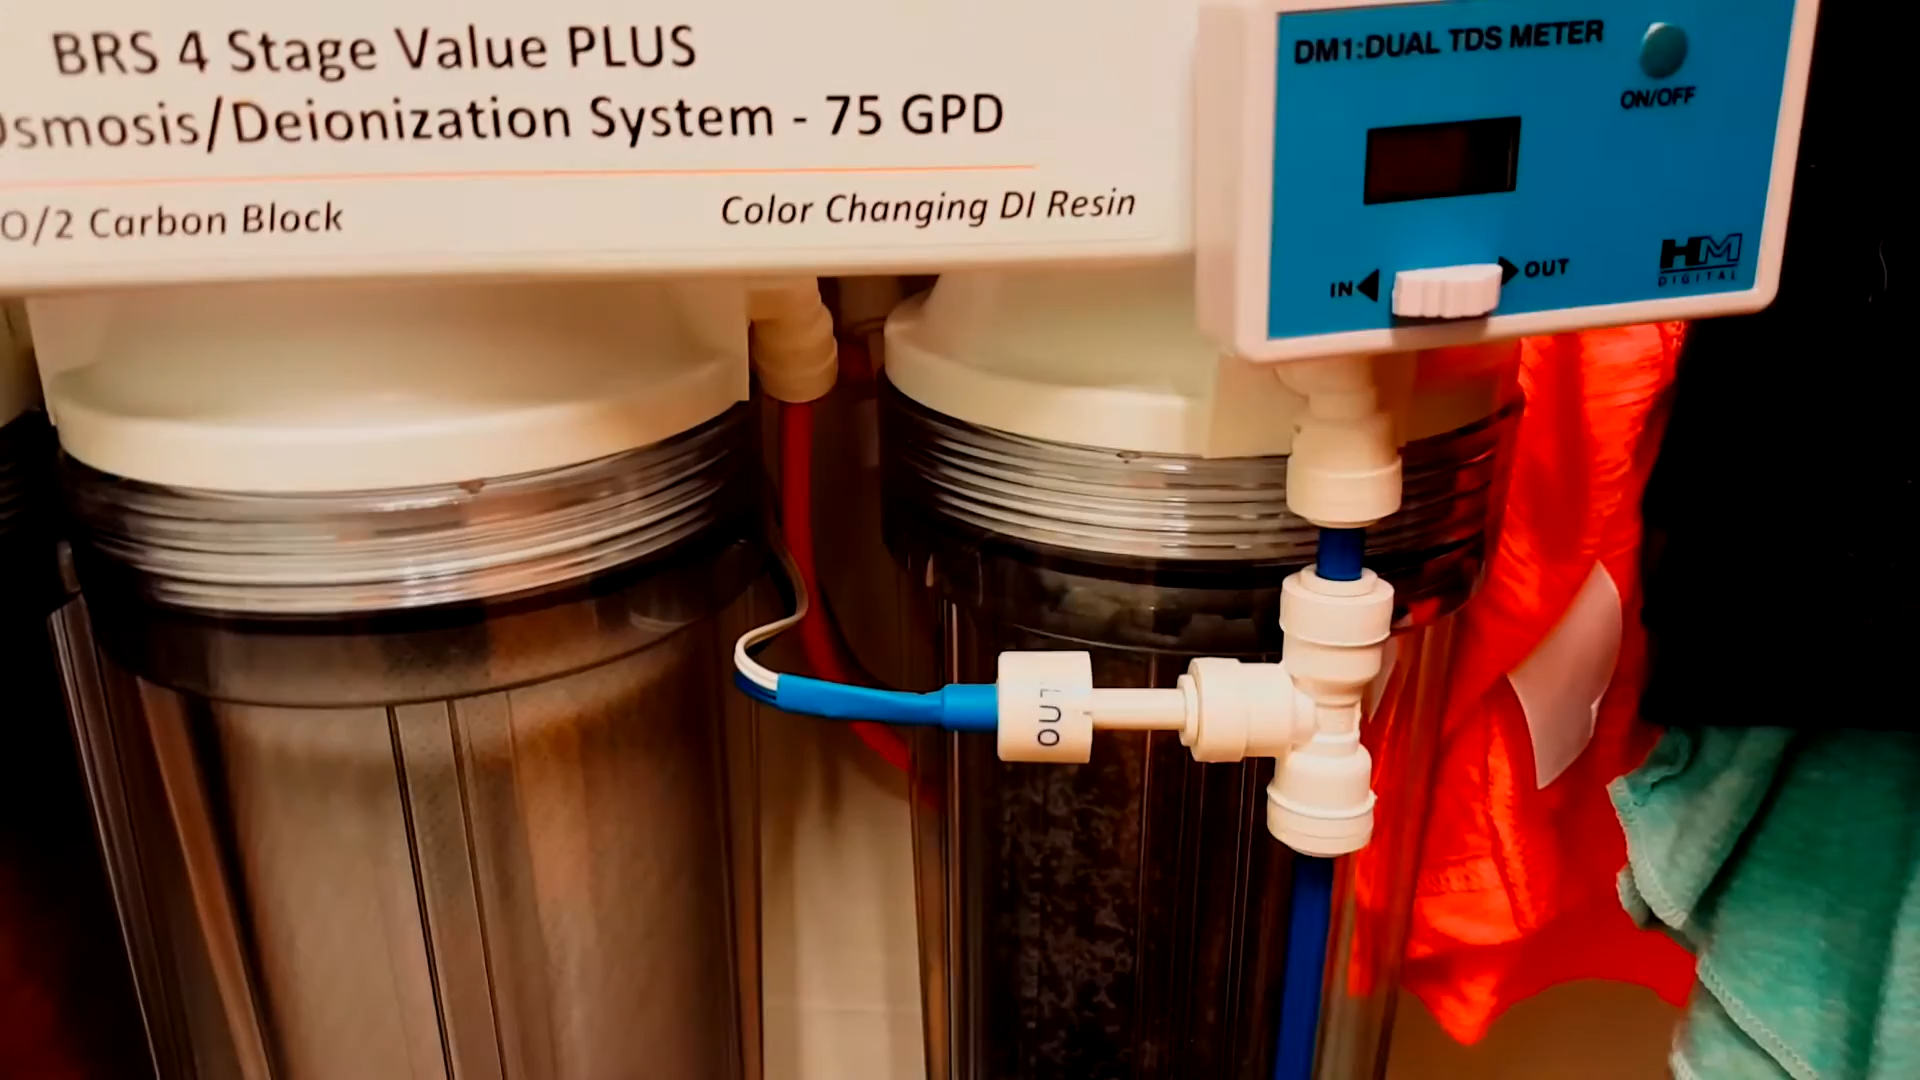 BRS 4 Stage Value PLUS
Osmosis/Deionization System - 75 GPD
O/2 Carbon Block
Color Changing DI Resin
DM1:DUAL TDS METER
ON/OFF
IN
OUT
HM
DIGITAL
OUT